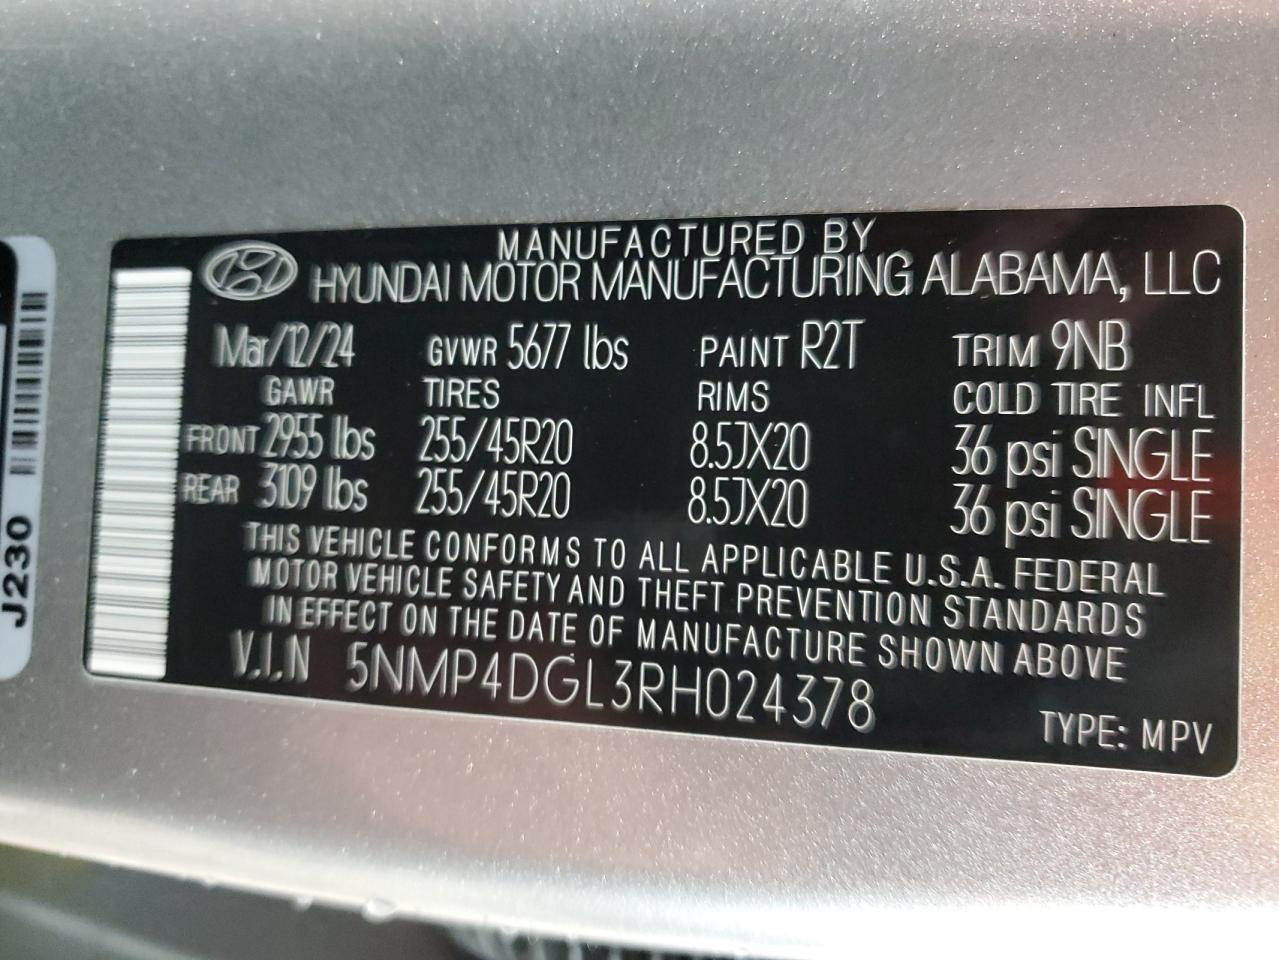 MANUFACTURED BY
HYUNDAI MOTOR MANUFACTURING ALABAMA, LLC
Mar/12/24 GVWR 5677 lbs PAINT R2T TRIM 9NB
GAWR TIRES RIMS COLD TIRE INFL
FRONT 2955 lbs 255/45R20 8.5JX20 36 psi SINGLE
REAR 3109 lbs 255/45R20 8.5JX20 36 psi SINGLE
THIS VEHICLE CONFORMS TO ALL APPLICABLE U.S.A. FEDERAL
MOTOR VEHICLE SAFETY AND THEFT PREVENTION STANDARDS
IN EFFECT ON THE DATE OF MANUFACTURE SHOWN ABOVE
V.I.N 5NMP4DGL3RH024378
TYPE: MPV
J230